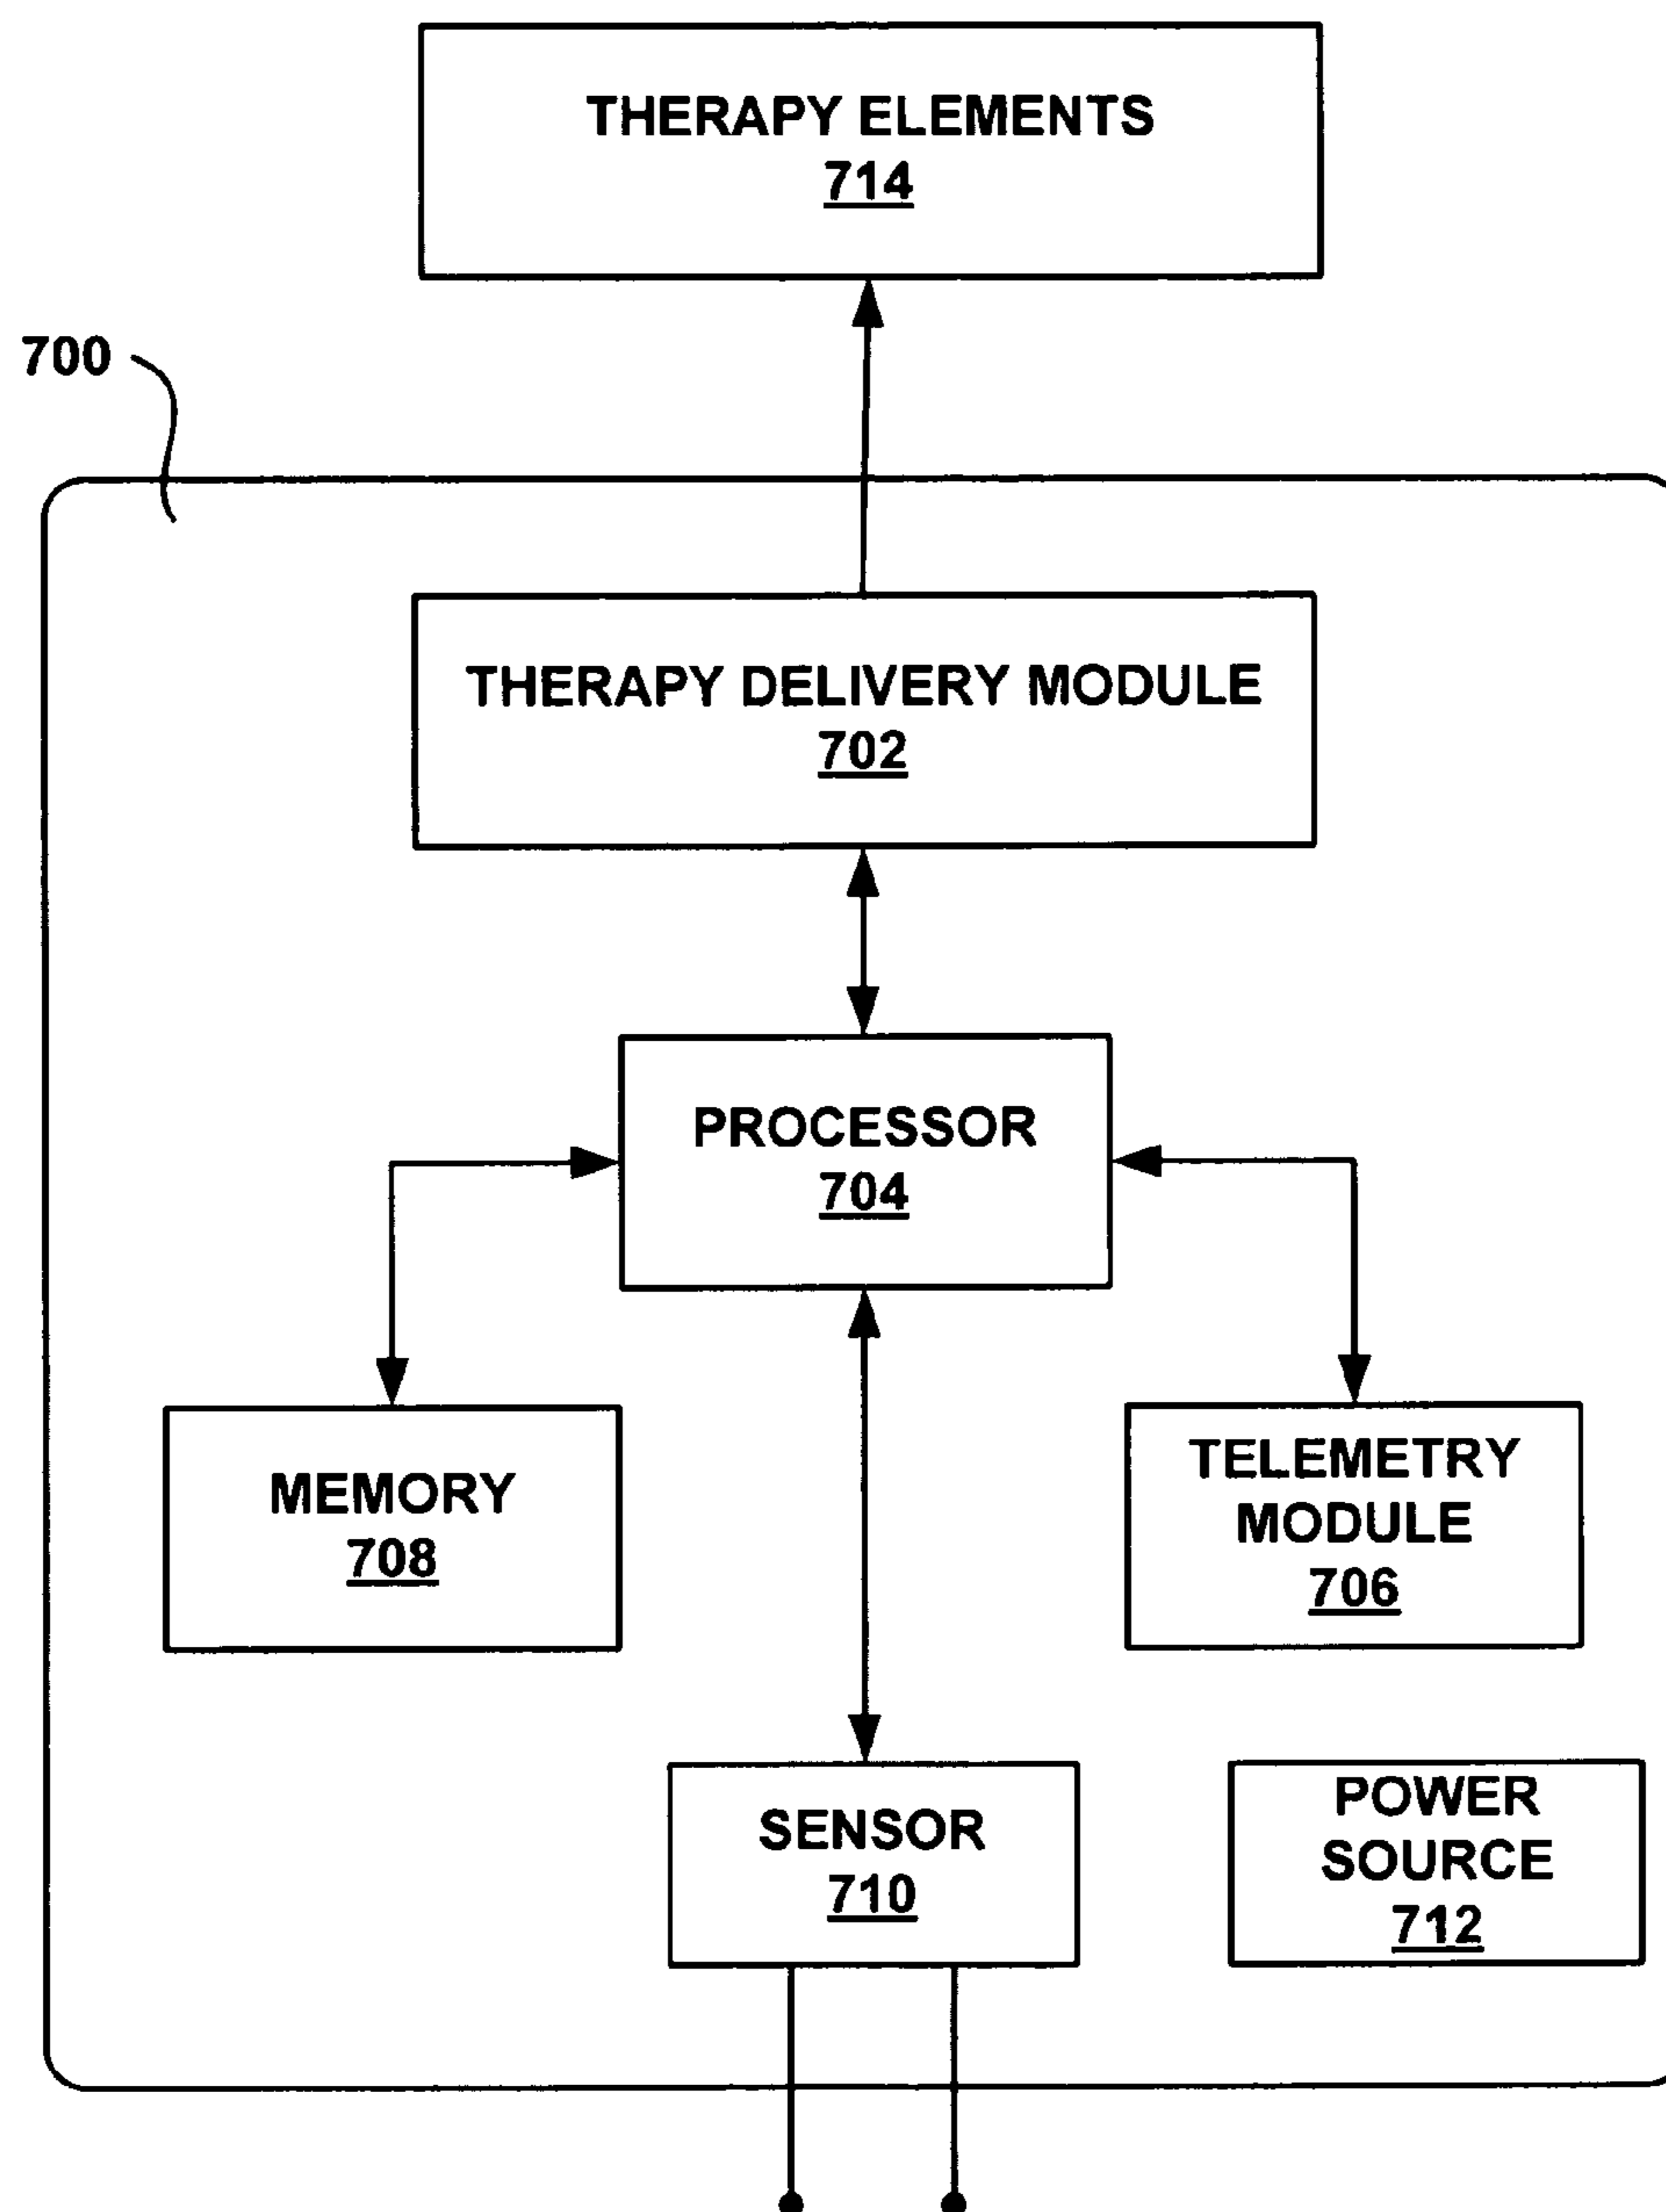 THERAPY ELEMENTS
714
700
THERAPY DELIVERY MODULE
702
PROCESSOR
704
MEMORY
708
TELEMETRY
MODULE
706
SENSOR
710
POWER
SOURCE
712